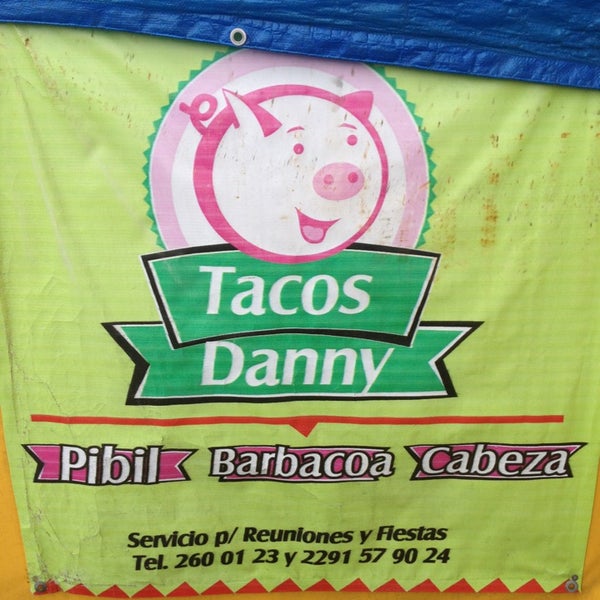 Tacos
Danny
Pibil Barbacoa Cabeza
Servicio p/ Reuniones y Fiestas
Tel. 260 01 23 y 2291 57 90 24